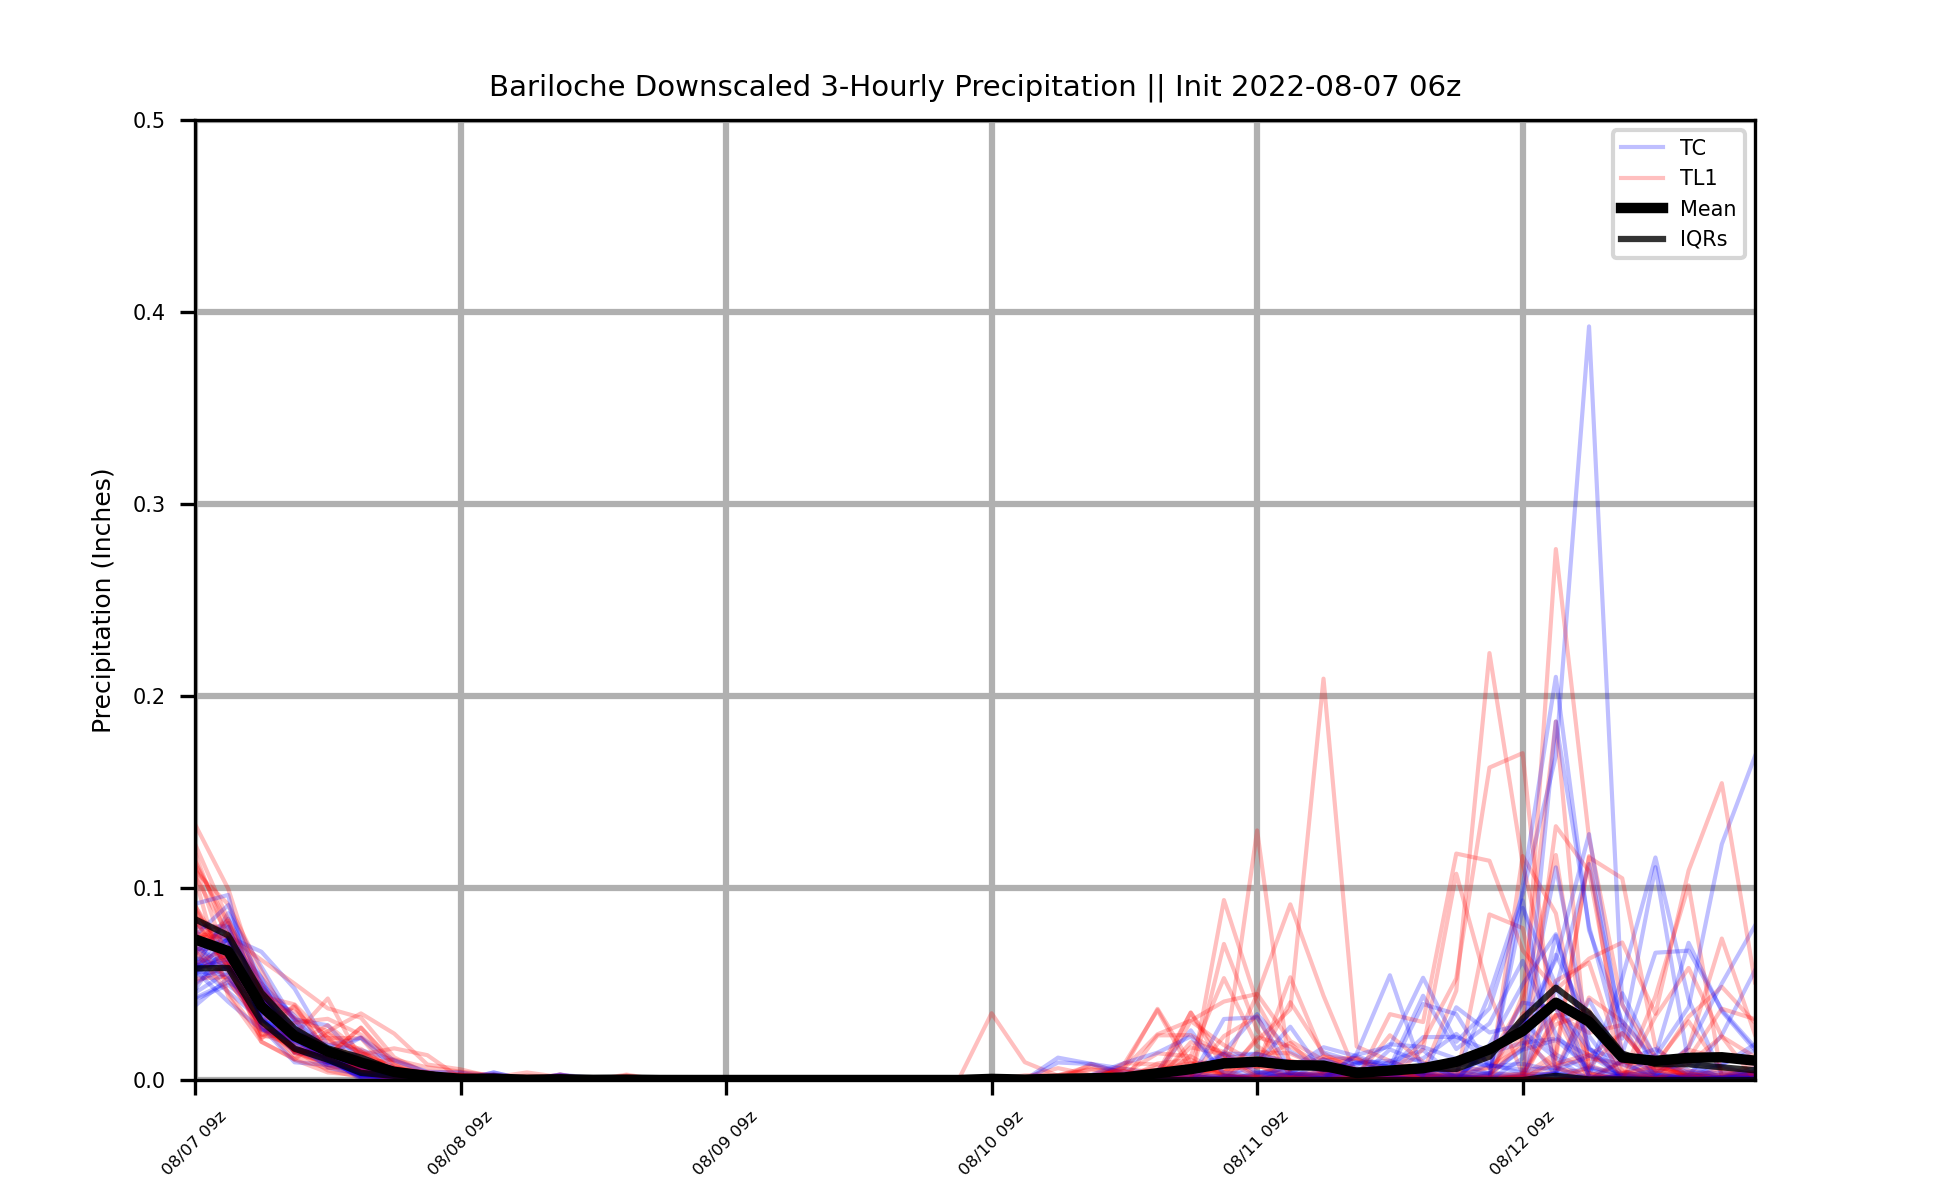 Bariloche Downscaled 3-Hourly Precipitation || Init 2022-08-07 06z
Precipitation (Inches)
0.5
0.4
0.3
0.2
0.1
0.0
TC
TL1
Mean
IQRs
08/07 09z
08/08 09z
08/09 09z
08/10 09z
08/11 09z
08/12 09z